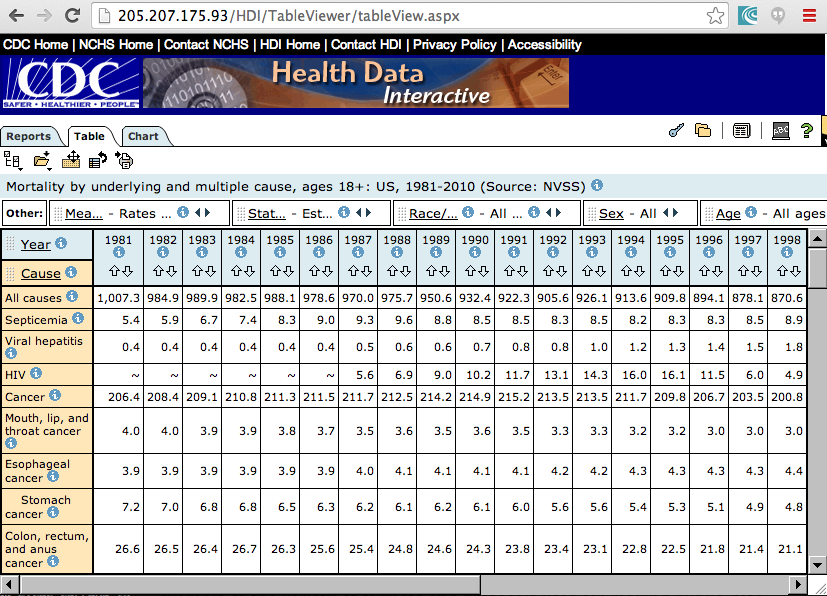 205.207.175.93/HDI/TableViewer/tableView.aspx
CDC Home | NCHS Home | Contact NCHS | HDI Home | Contact HDI | Privacy Policy | Accessibility
CDC
SAFER • HEALTHIER • PEOPLE™
Health Data
Interactive
Enter
Reports Table Chart
ABC ?
Mortality by underlying and multiple cause, ages 18+: US, 1981-2010 (Source: NVSS)
Other: Mea... - Rates ... Stat... - Est... Race/... - All ... Sex - All Age - All ages
Year 1981 1982 1983 1984 1985 1986 1987 1988 1989 1990 1991 1992 1993 1994 1995 1996 1997 1998
Cause
All causes 1,007.3 984.9 989.9 982.5 988.1 978.6 970.0 975.7 950.6 932.4 922.3 905.6 926.1 913.6 909.8 894.1 878.1 870.6
Septicemia 5.4 5.9 6.7 7.4 8.3 9.0 9.3 9.6 8.8 8.5 8.5 8.3 8.5 8.2 8.3 8.3 8.5 8.9
Viral hepatitis 0.4 0.4 0.4 0.4 0.4 0.4 0.5 0.6 0.6 0.7 0.8 0.8 1.0 1.2 1.3 1.4 1.5 1.8
HIV ~ ~ ~ ~ ~ ~ 5.6 6.9 9.0 10.2 11.7 13.1 14.3 16.0 16.1 11.5 6.0 4.9
Cancer 206.4 208.4 209.1 210.8 211.3 211.5 211.7 212.5 214.2 214.9 215.2 213.5 213.5 211.7 209.8 206.7 203.5 200.8
Mouth, lip, and
throat cancer 4.0 4.0 3.9 3.9 3.8 3.7 3.5 3.6 3.5 3.6 3.5 3.3 3.3 3.2 3.2 3.0 3.0 3.0
Esophageal
cancer 3.9 3.9 3.9 3.9 3.9 3.9 4.0 4.1 4.1 4.1 4.1 4.2 4.2 4.3 4.3 4.3 4.3 4.4
Stomach
cancer 7.2 7.0 6.8 6.8 6.5 6.3 6.2 6.1 6.2 6.1 6.0 5.6 5.6 5.4 5.3 5.1 4.9 4.8
Colon, rectum,
and anus
cancer 26.6 26.5 26.4 26.7 26.3 25.6 25.4 24.8 24.6 24.3 23.8 23.4 23.1 22.8 22.5 21.8 21.4 21.1